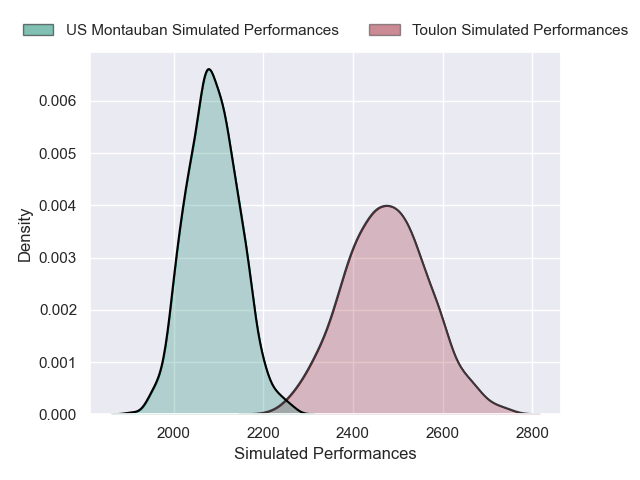 US Montauban Simulated Performances Toulon Simulated Performances
0.006
0.005
0.004
0.003
0.002
0.001
0.000
Density
2000 2200 2400 2600 2800
Simulated Performances